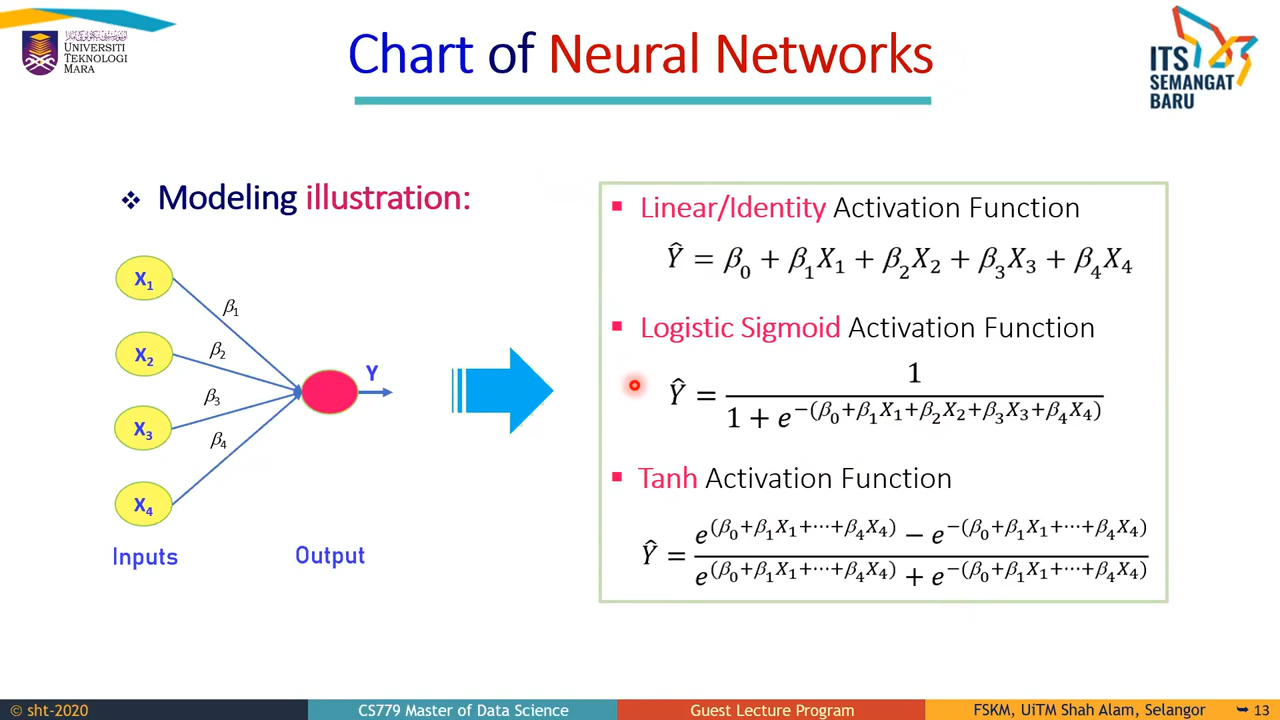 UNIVERSITI
TEKNOLOGI
MARA
Chart of Neural Networks
ITS
SEMANGAT
BARU
❖ Modeling illustration:
X₁
X₂
X₃
X₄
β₁
β₂
β₃
β₄
Y
Inputs
Output
▪ Linear/Identity Activation Function
Ŷ = β₀ + β₁X₁ + β₂X₂ + β₃X₃ + β₄X₄
▪ Logistic Sigmoid Activation Function
Ŷ = 1 / (1 + e^−(β₀+β₁X₁+β₂X₂+β₃X₃+β₄X₄))
▪ Tanh Activation Function
Ŷ = (e^(β₀+β₁X₁+⋯+β₄X₄) − e^−(β₀+β₁X₁+⋯+β₄X₄)) / (e^(β₀+β₁X₁+⋯+β₄X₄) + e^−(β₀+β₁X₁+⋯+β₄X₄))
© sht-2020
CS779 Master of Data Science
Guest Lecture Program
FSKM, UiTM Shah Alam, Selangor
➥ 13